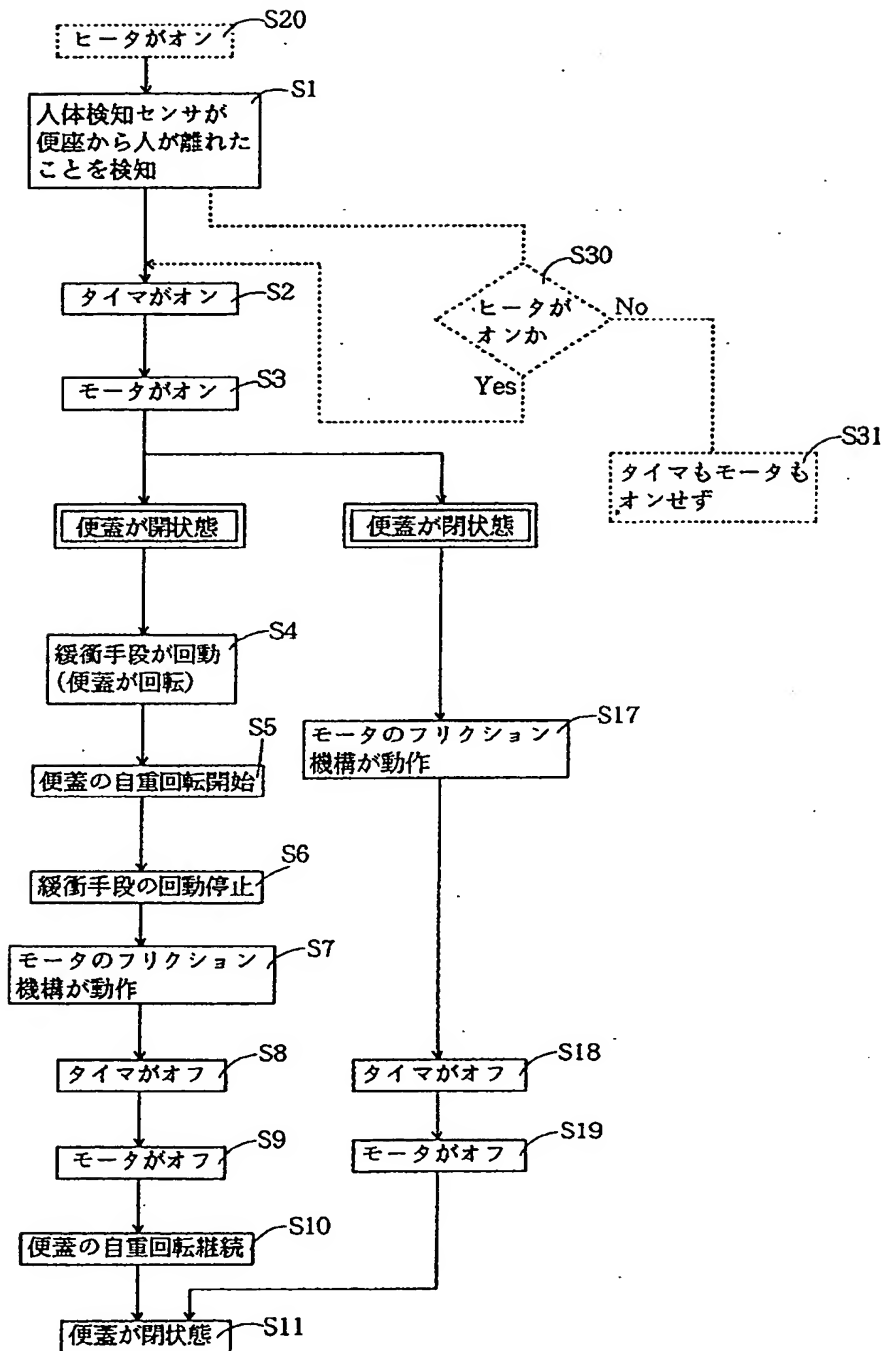 ヒータがオン
S20
S1
人体検知センサが
便座から人が離れた
ことを検知
S30
ヒータが
オンか
No
Yes
S2
タイマがオン
S3
モータがオン
S31
タイマもモータも
オンせず
便蓋が開状態
便蓋が閉状態
S4
緩衝手段が回動
(便蓋が回転)
S17
モータのフリクション
機構が動作
S5
便蓋の自重回転開始
S6
緩衝手段の回動停止
S7
モータのフリクション
機構が動作
S8
タイマがオフ
S18
タイマがオフ
S9
モータがオフ
S19
モータがオフ
S10
便蓋の自重回転継続
S11
便蓋が閉状態